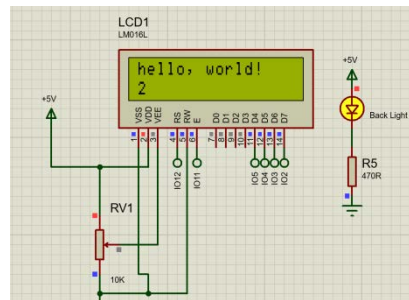 LCD1
LM016L
hello, world!
2
+5V
+5V
VSS
VDD
VEE
RS
RW
E
D0
D1
D2
D3
D4
D5
D6
D7
1
2
3
4
5
6
7
8
9
10
11
12
13
14
IO12
IO11
IO5
IO4
IO3
IO2
Back Light
R5
470R
RV1
10K